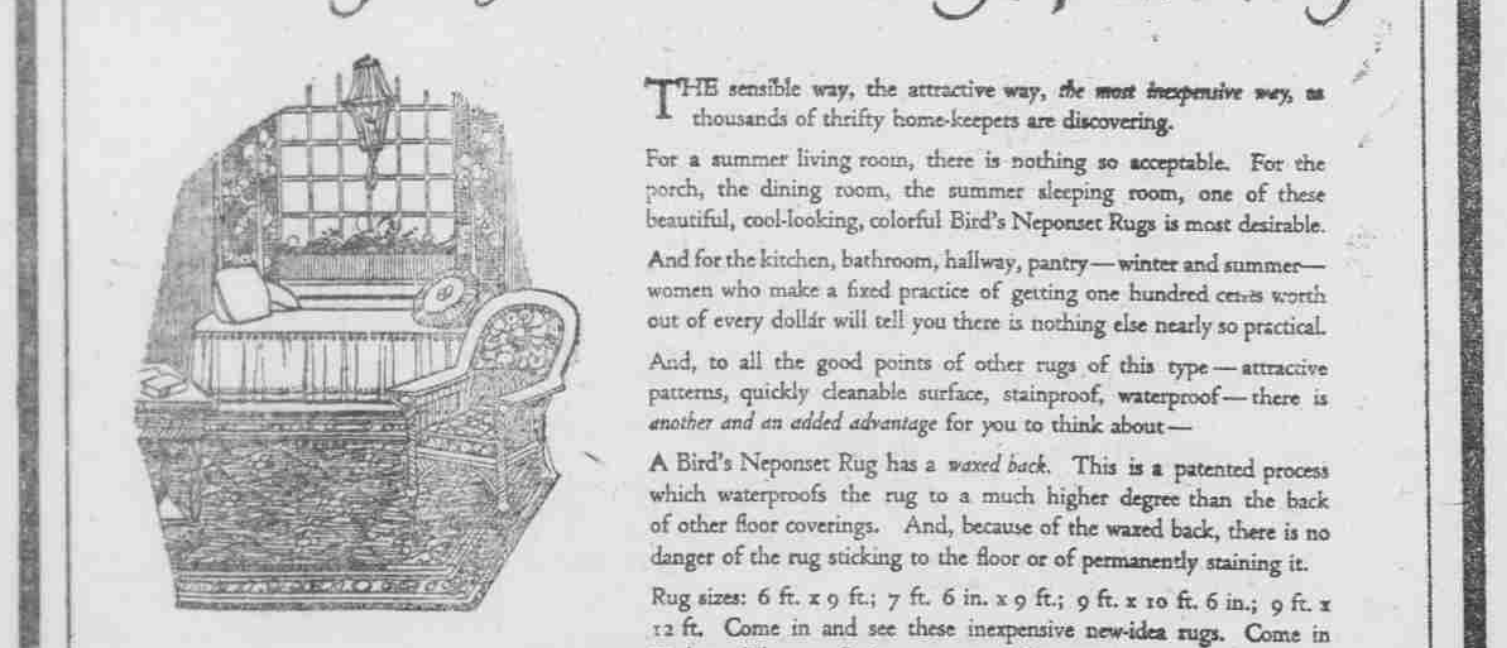 THE sensible way, the attractive way, the most inexpensive way, as
thousands of thrifty home-keepers are discovering.
For a summer living room, there is nothing so acceptable. For the
porch, the dining room, the summer sleeping room, one of these
beautiful, cool-looking, colorful Bird's Neponset Rugs is most desirable.
And for the kitchen, bathroom, hallway, pantry—winter and summer—
women who make a fixed practice of getting one hundred cents worth
out of every dollar will tell you there is nothing else nearly so practical.
And, to all the good points of other rugs of this type—attractive
patterns, quickly cleanable surface, stainproof, waterproof—there is
another and an added advantage for you to think about—
A Bird's Neponset Rug has a waxed back. This is a patented process
which waterproofs the rug to a much higher degree than the back
of other floor coverings. And, because of the waxed back, there is no
danger of the rug sticking to the floor or of permanently staining it.
Rug sizes: 6 ft. x 9 ft.; 7 ft. 6 in. x 9 ft.; 9 ft. x 10 ft. 6 in.; 9 ft. x
12 ft. Come in and see these inexpensive new-idea rugs. Come in